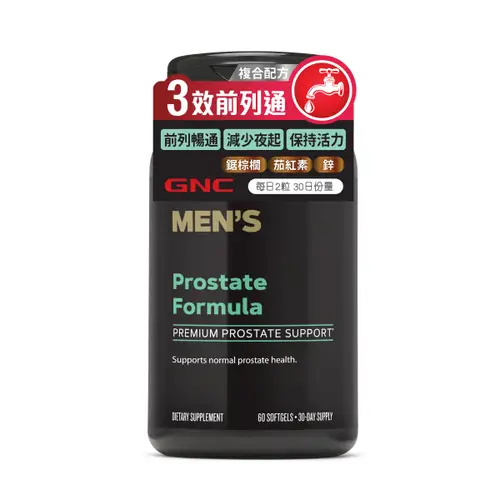 複合配方
3效前列通
前列暢通 減少夜起 保持活力
鋸棕櫚 茄紅素 鋅
GNC 每日2粒 30日份量
MEN'S
Prostate
Formula
PREMIUM PROSTATE SUPPORT*
Supports normal prostate health.
DIETARY SUPPLEMENT 60 SOFTGELS • 30-DAY SUPPLY